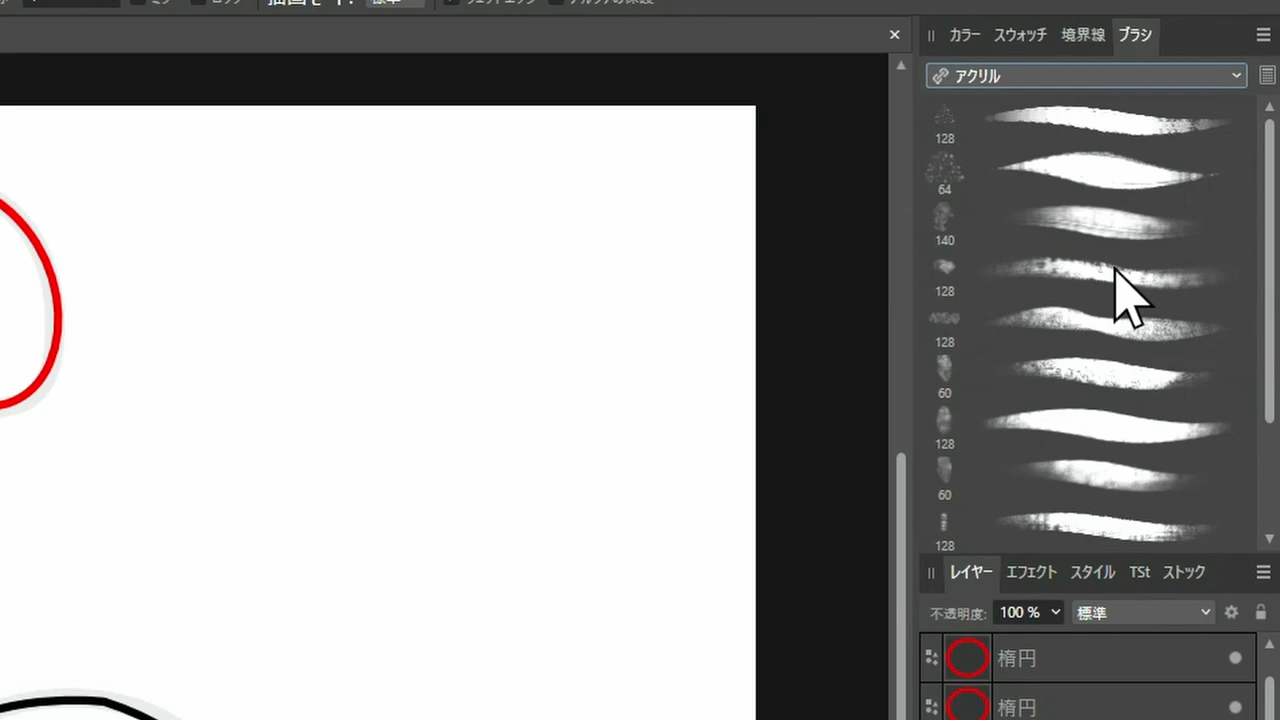 カラー スウォッチ 境界線 ブラシ
アクリル
128
64
140
128
128
60
128
60
128
レイヤー エフェクト スタイル TSt ストック
不透明度: 100 % 標準
楕円
楕円